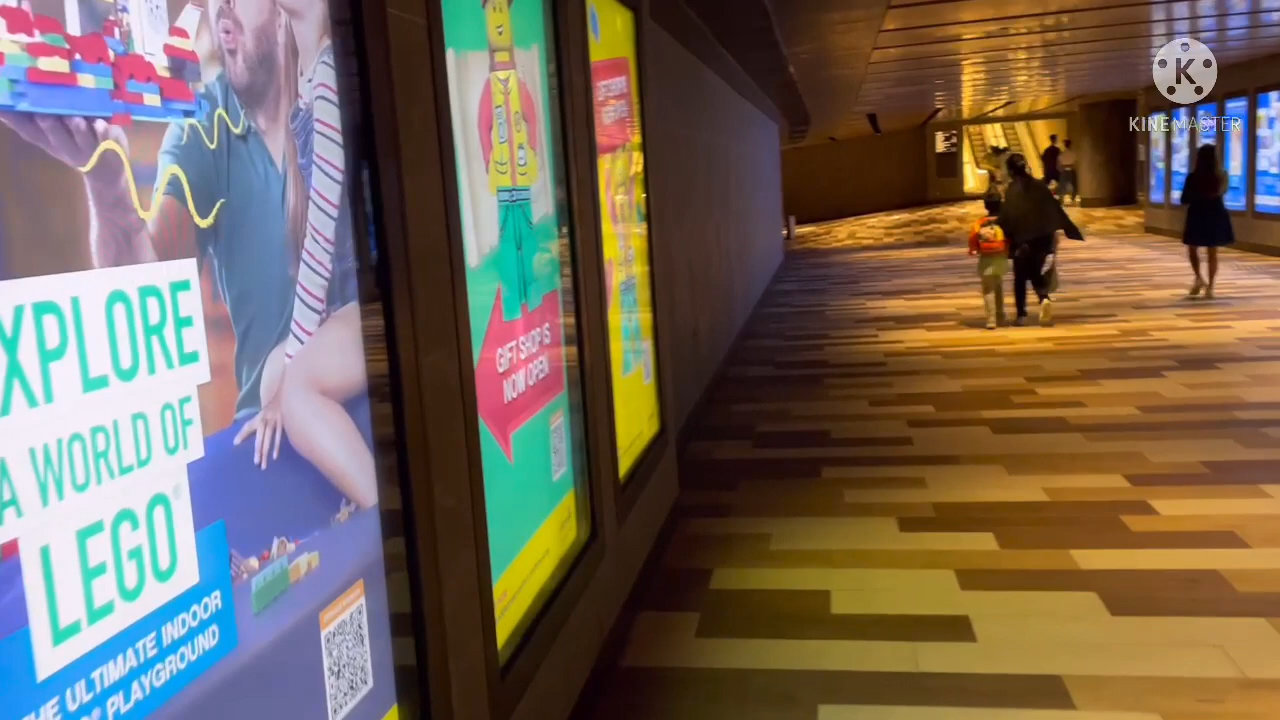 XPLORE
A WORLD OF
LEGO®
THE ULTIMATE INDOOR
PLAYGROUND
GIFT SHOP IS
NOW OPEN
K
KINEMASTER